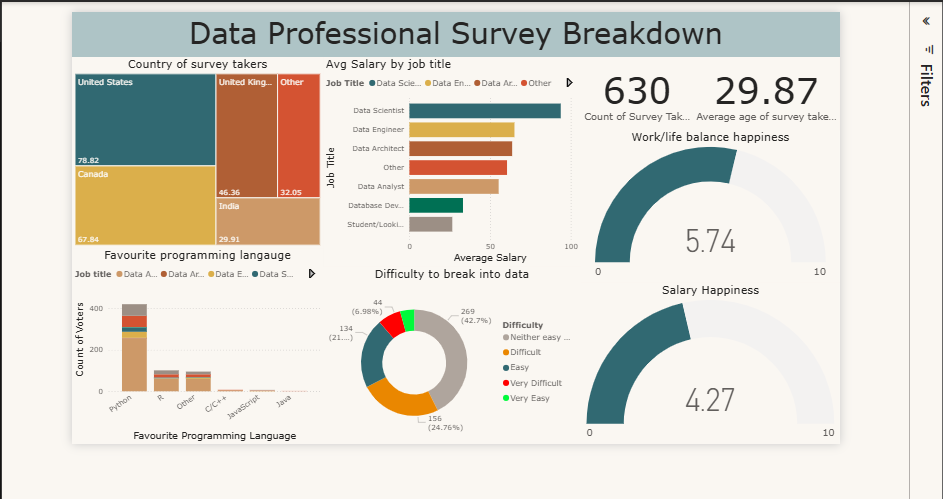 Data Professional Survey Breakdown
Filters
Country of survey takers
United States
78.82
Canada
67.84
United King...
46.36
Other
32.05
India
29.91
Avg Salary by job title
Job Title Data Scie... Data En... Data Ar... Other
Job Title
Data Scientist
Data Engineer
Data Architect
Other
Data Analyst
Database Dev...
Student/Looki...
0 50 100
Average Salary
630
Count of Survey Tak...
29.87
Average age of survey take...
Work/life balance happiness
5.74
0 10
Favourite programming langauge
Job title Data A... Data Ar... Data E... Data S...
Count of Voters
400
200
0
Python R Other C/C++ JavaScript Java
Favourite Programming Language
Difficulty to break into data
44
(6.98%)
269
(42.7%)
134
(21....)
156
(24.76%)
Difficulty
Neither easy ...
Difficult
Easy
Very Difficult
Very Easy
Salary Happiness
4.27
0 10